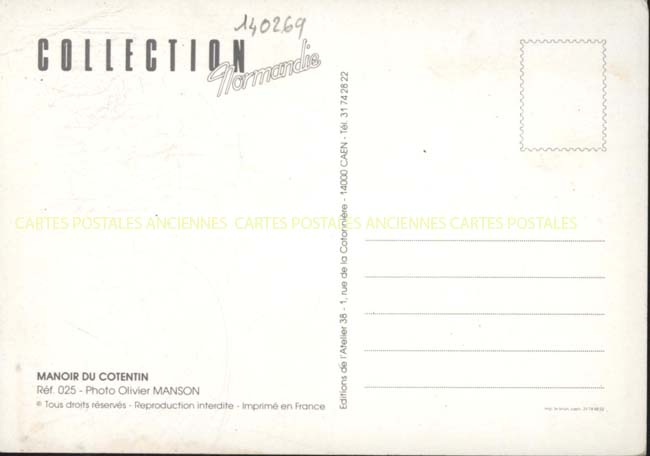 140269
COLLECTION
Normandie
CARTES POSTALES ANCIENNES CARTES POSTALES ANCIENNES CARTES POSTALES
MANOIR DU COTENTIN
Réf. 025 - Photo Olivier MANSON
© Tous droits réservés - Reproduction interdite - Imprimé en France
Editions de l'Atelier 38 - 1, rue de la Cotonnière - 14000 CAEN - Tél. 31 74 28 22